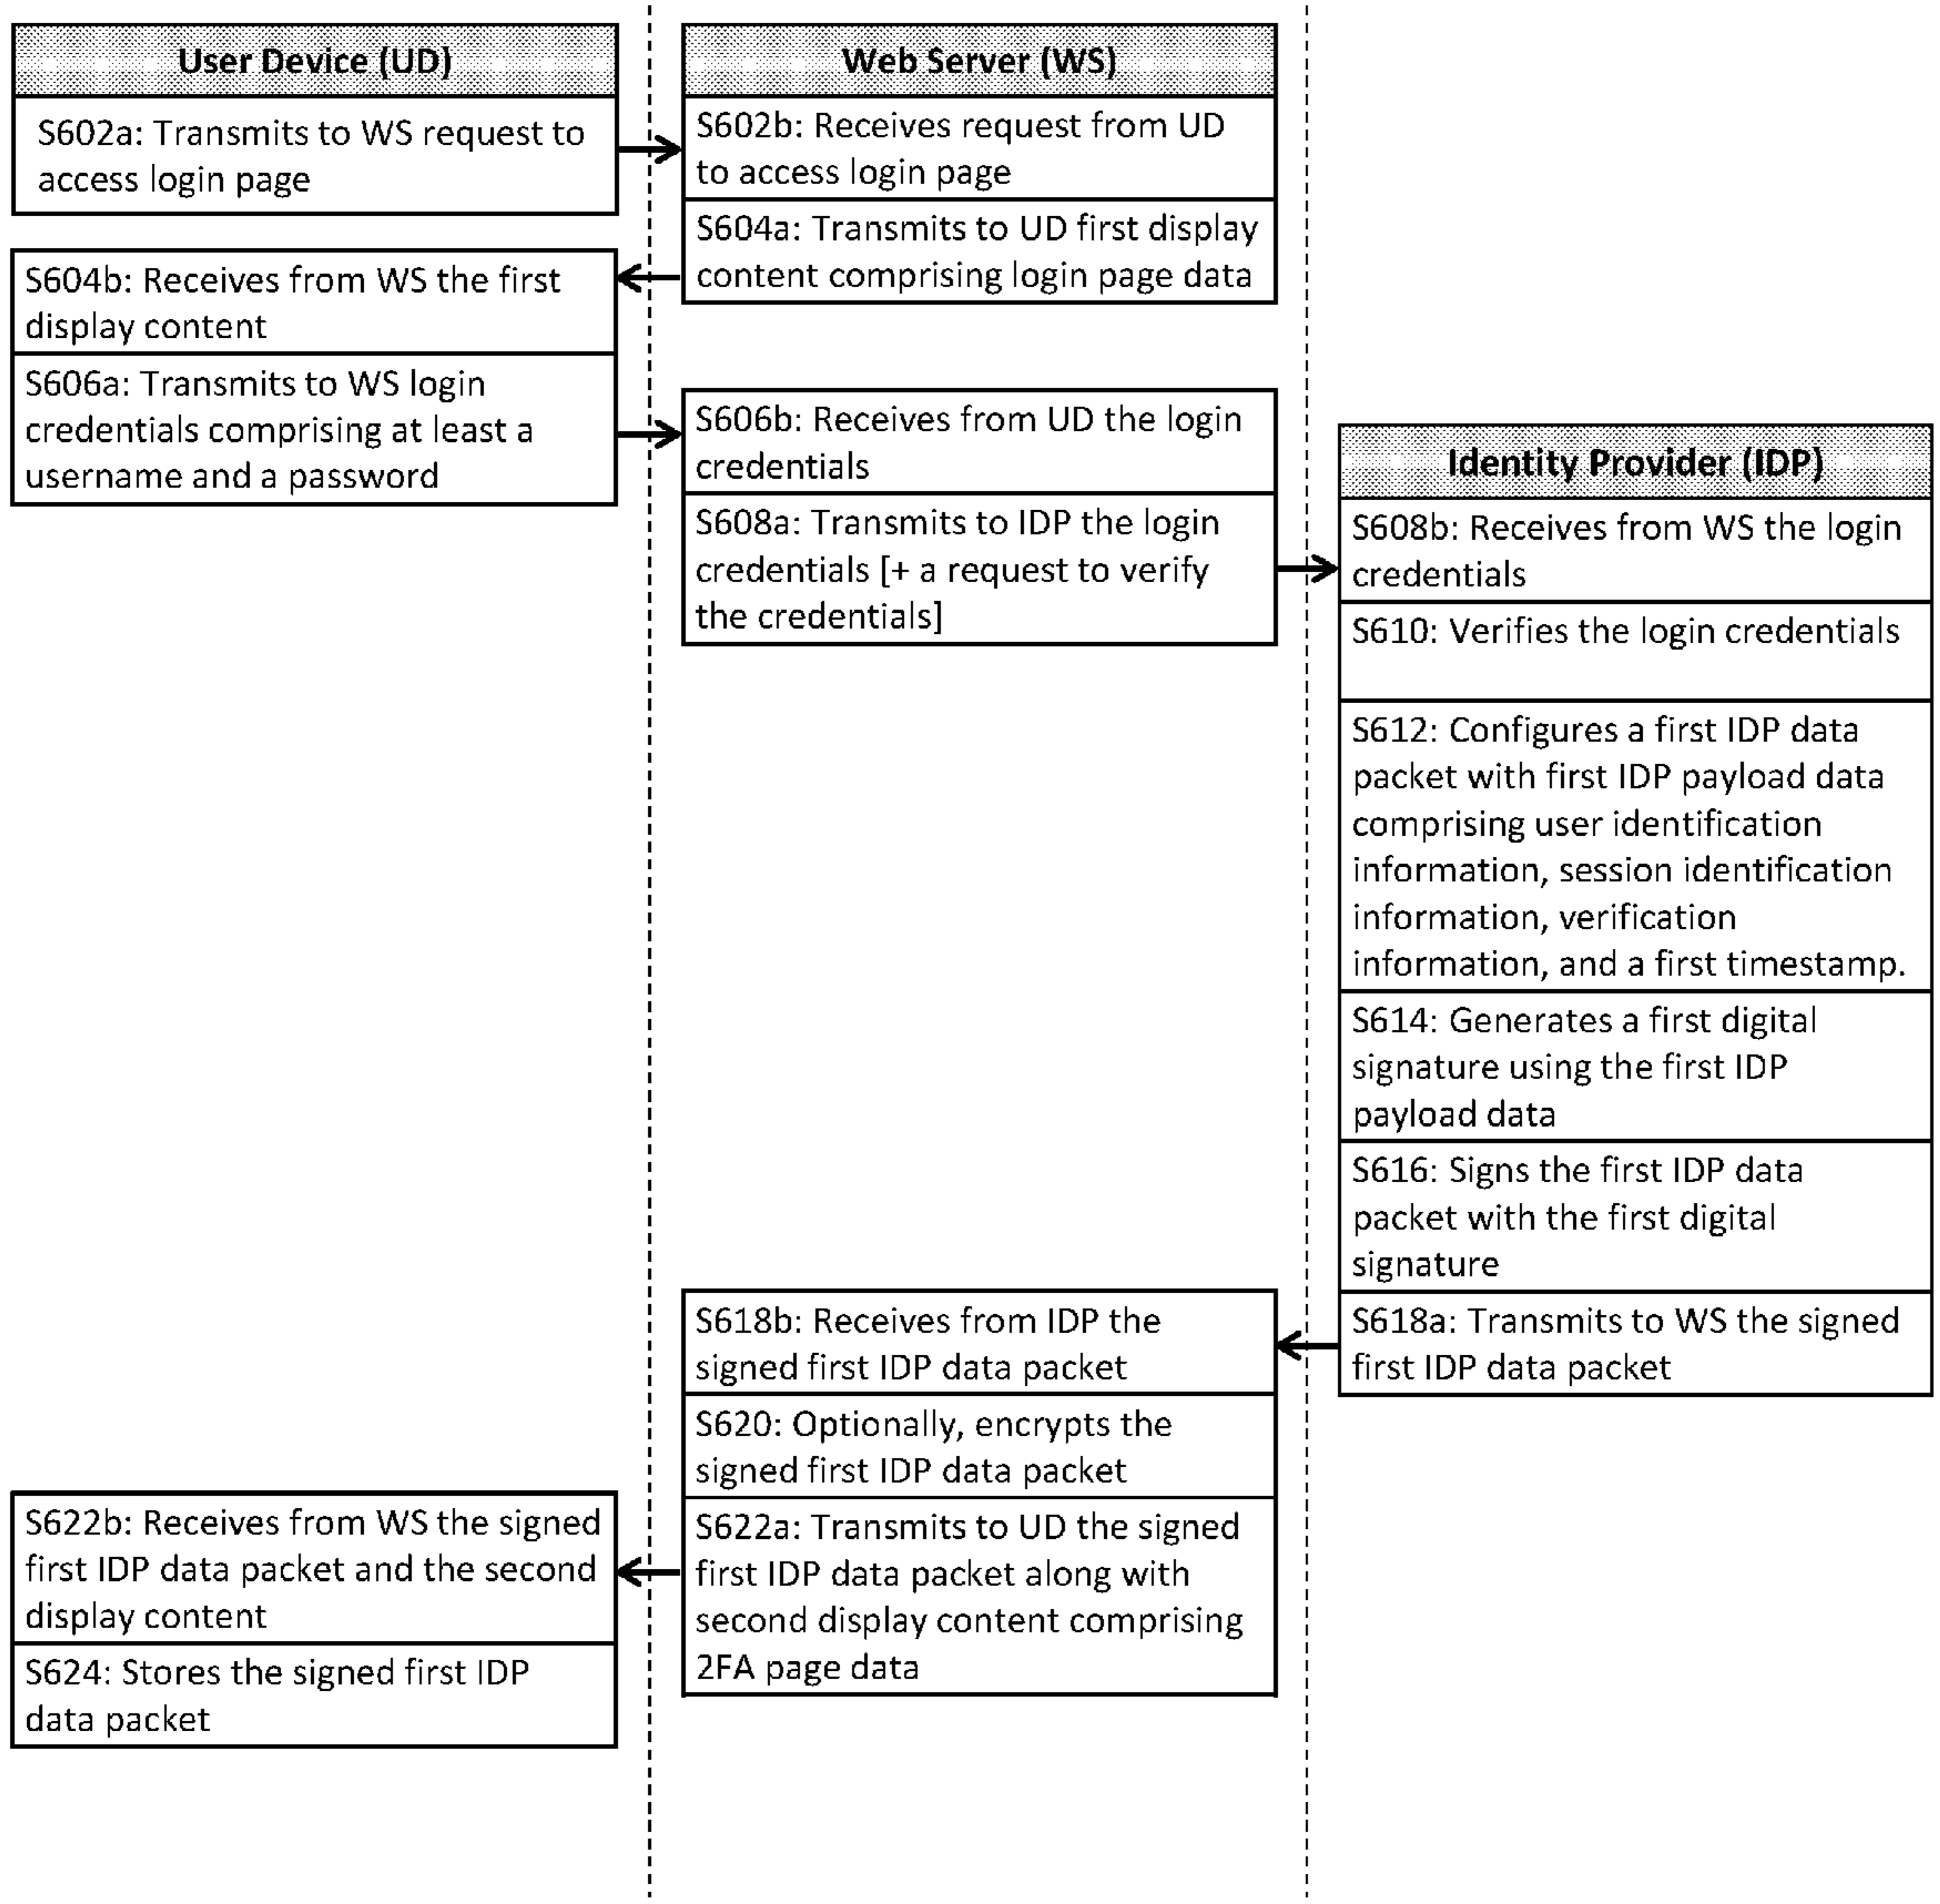 User Device (UD)
S602a: Transmits to WS request to
access login page
Web Server (WS)
S602b: Receives request from UD
to access login page
S604a: Transmits to UD first display
content comprising login page data
S604b: Receives from WS the first
display content
S606a: Transmits to WS login
credentials comprising at least a
username and a password
S606b: Receives from UD the login
credentials
S608a: Transmits to IDP the login
credentials [+ a request to verify
the credentials]
Identity Provider (IDP)
S608b: Receives from WS the login
credentials
S610: Verifies the login credentials
S612: Configures a first IDP data
packet with first IDP payload data
comprising user identification
information, session identification
information, verification
information, and a first timestamp.
S614: Generates a first digital
signature using the first IDP
payload data
S616: Signs the first IDP data
packet with the first digital
signature
S618a: Transmits to WS the signed
first IDP data packet
S618b: Receives from IDP the
signed first IDP data packet
S620: Optionally, encrypts the
signed first IDP data packet
S622a: Transmits to UD the signed
first IDP data packet along with
second display content comprising
2FA page data
S622b: Receives from WS the signed
first IDP data packet and the second
display content
S624: Stores the signed first IDP
data packet